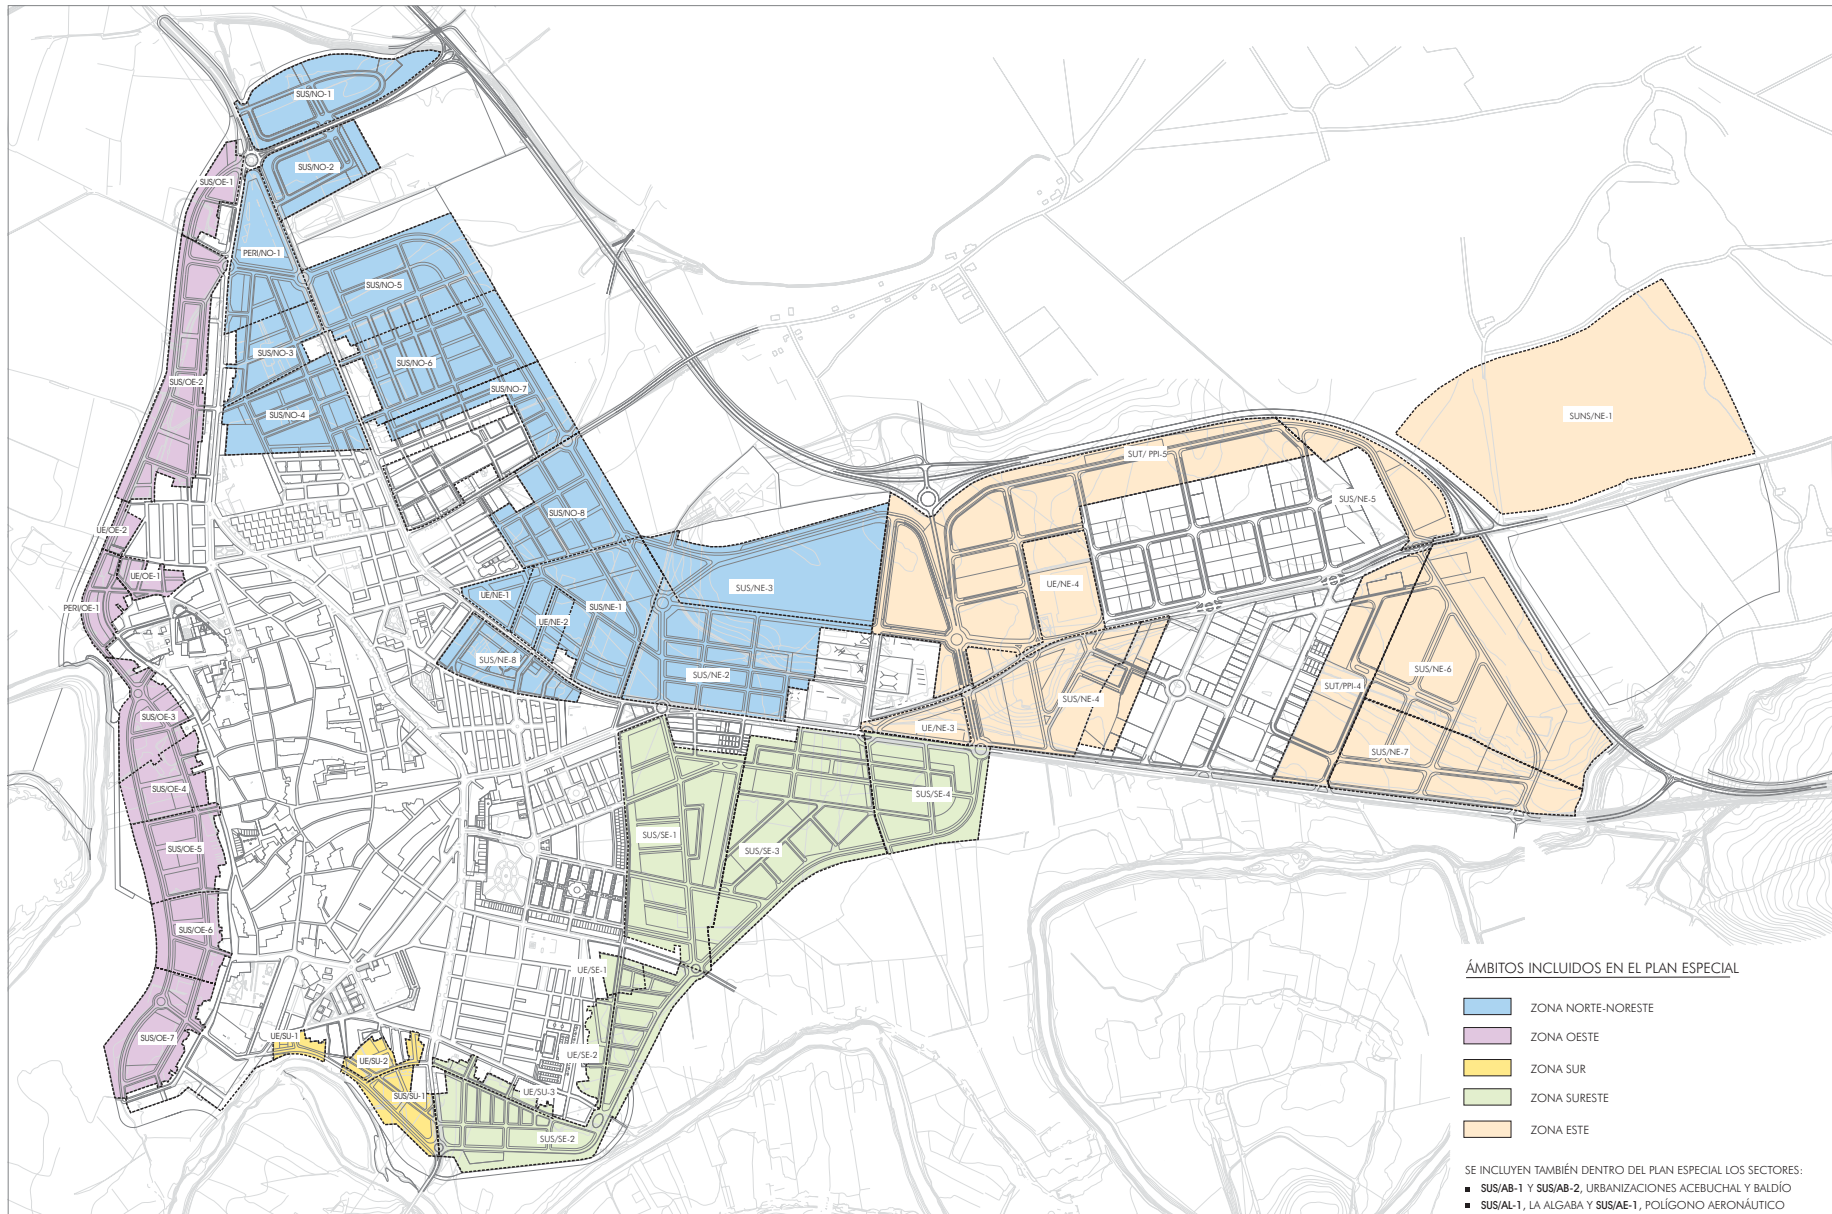 SUS/NO-1
SUS/NO-2
SUS/OE-1
PERI/NO-1
SUS/NO-5
SUS/NO-3
SUS/NO-6
SUS/OE-2
SUS/NO-7
SUS/NO-4
SUNS/NE-1
SUT/ PPI-5
SUS/NE-5
SUS/NO-8
UE/OE-2
UE/OE-1
UE/NE-4
SUS/NE-3
UE/NE-1
SUS/NE-1
PERI/OE-1
UE/NE-2
SUS/NE-8
SUS/NE-6
SUS/NE-2
SUT/PPI-4
SUS/NE-4
SUS/OE-3
UE/NE-3
SUS/NE-7
SUS/OE-4
SUS/SE-4
SUS/SE-1
SUS/OE-5
SUS/SE-3
SUS/OE-6
UE/SE-1
SUS/OE-7
UE/SU-1
UE/SU-2
UE/SE-2
UE/SU-3
SUS/SU-1
SUS/SE-2
ÁMBITOS INCLUIDOS EN EL PLAN ESPECIAL
ZONA NORTE-NORESTE
ZONA OESTE
ZONA SUR
ZONA SURESTE
ZONA ESTE
SE INCLUYEN TAMBIÉN DENTRO DEL PLAN ESPECIAL LOS SECTORES:
▪ SUS/AB-1 Y SUS/AB-2, URBANIZACIONES ACEBUCHAL Y BALDÍO
▪ SUS/AL-1, LA ALGABA Y SUS/AE-1, POLÍGONO AERONÁUTICO